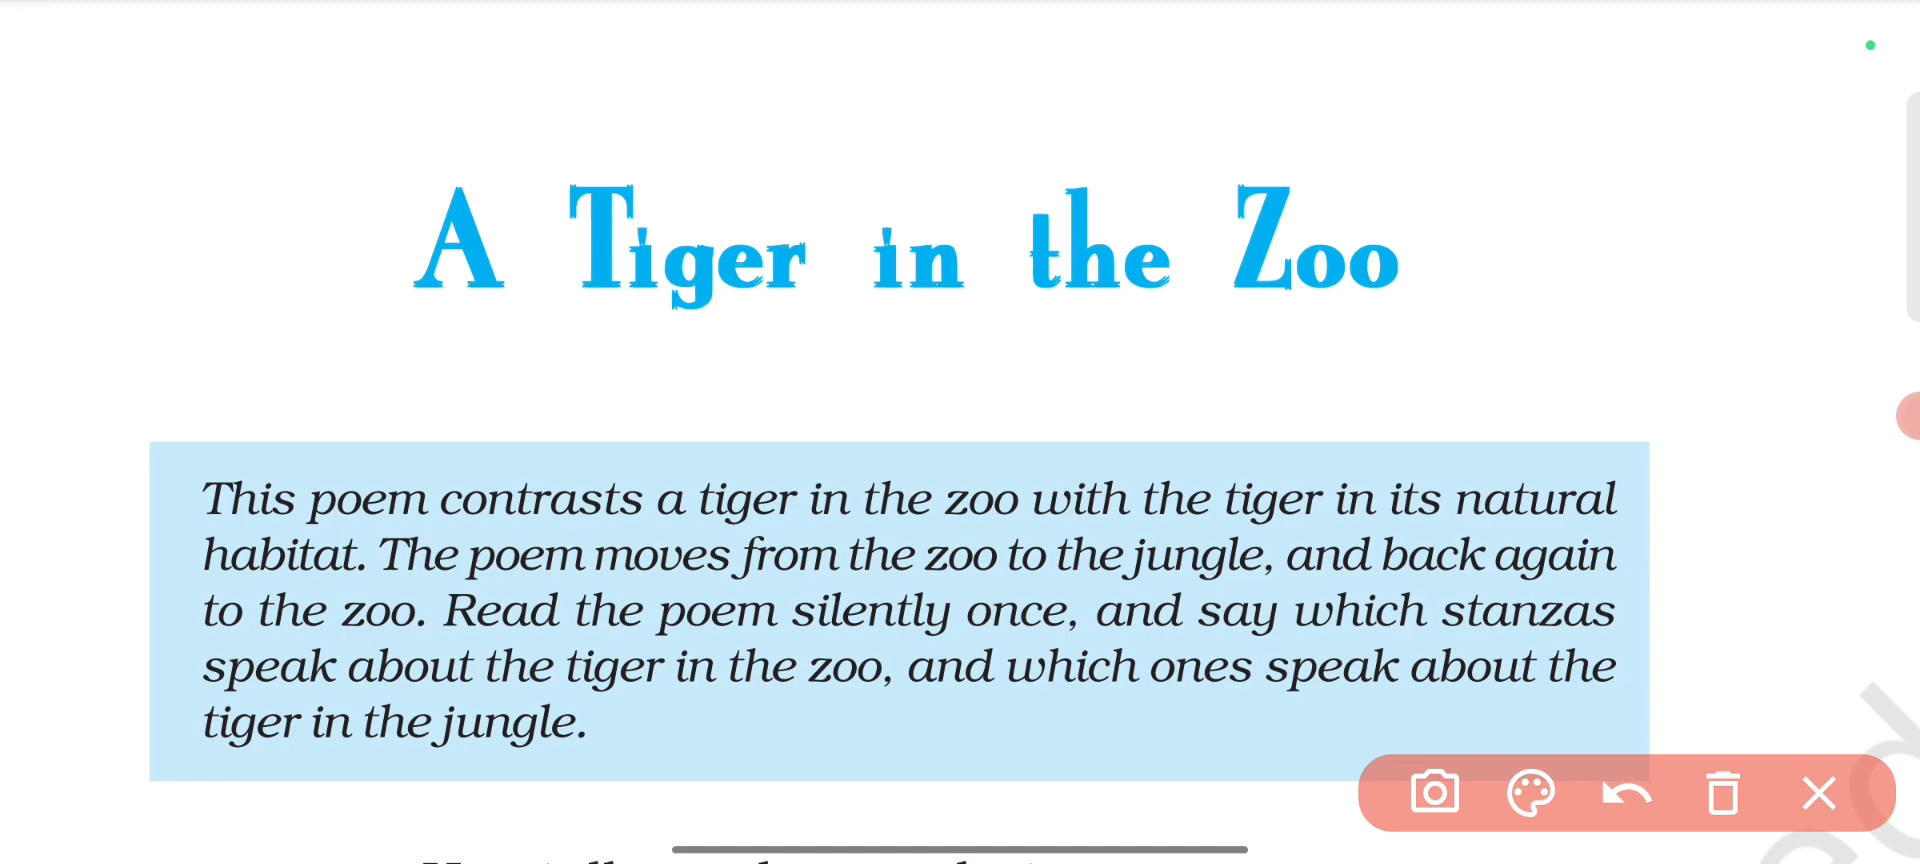 A Tiger in the Zoo
This poem contrasts a tiger in the zoo with the tiger in its natural
habitat. The poem moves from the zoo to the jungle, and back again
to the zoo. Read the poem silently once, and say which stanzas
speak about the tiger in the zoo, and which ones speak about the
tiger in the jungle.